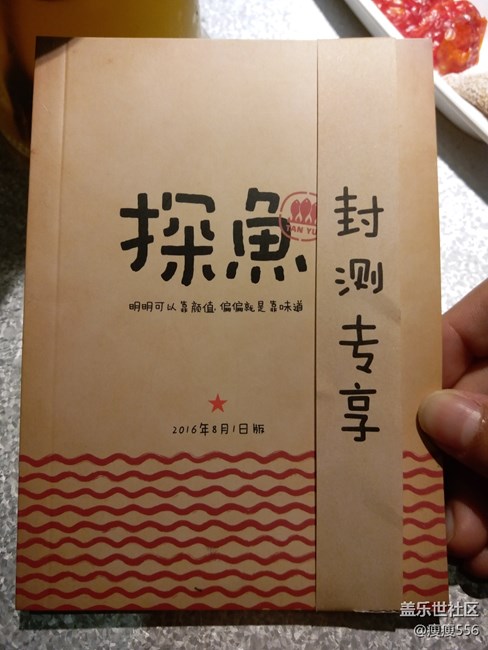 探魚
TAN YU
明明可以靠颜值,偏偏就是靠味道
2016年8月1日版
封测专享
盖乐世社区
@瘦瘦556